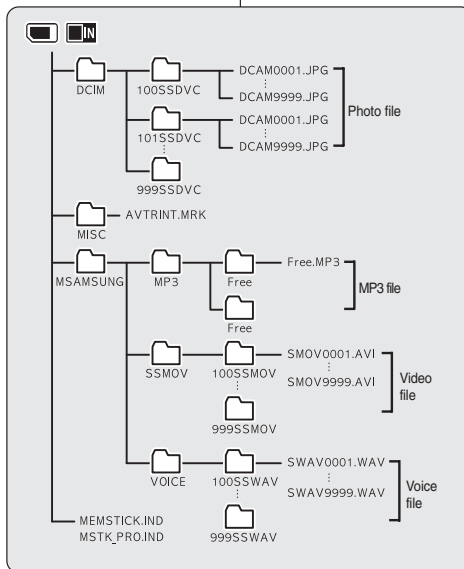 IN
DCIM
100SSDVC
DCAM0001.JPG
DCAM9999.JPG
Photo file
101SSDVC
DCAM0001.JPG
DCAM9999.JPG
999SSDVC
MISC
AVTRINT.MRK
MSAMSUNG
MP3
Free
Free.MP3
MP3 file
Free
SSMOV
100SSMOV
SMOV0001.AVI
SMOV9999.AVI
Video
file
999SSMOV
VOICE
100SSWAV
SWAV0001.WAV
SWAV9999.WAV
Voice
file
999SSWAV
MEMSTICK.IND
MSTK_PRO.IND